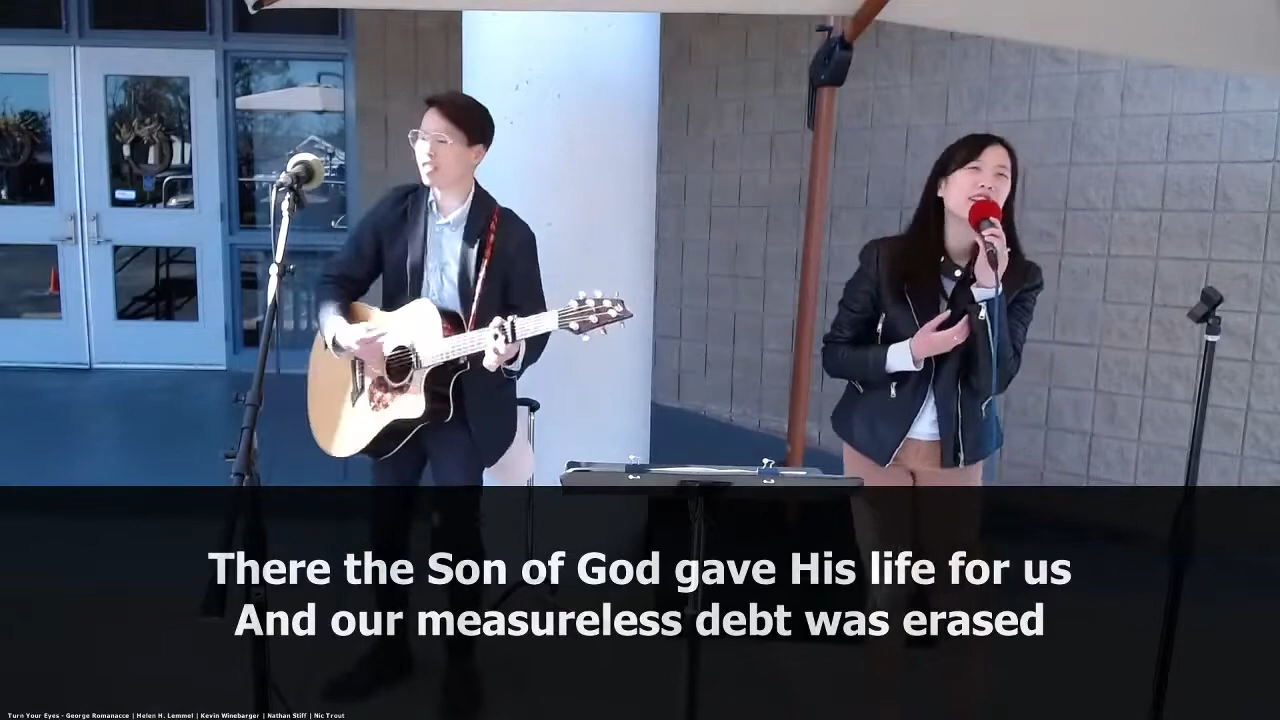 There the Son of God gave His life for us
And our measureless debt was erased
Turn Your Eyes - George Romanacce | Helen H. Lemmel | Kevin Winebarger | Nathan Stiff | Nic Trout